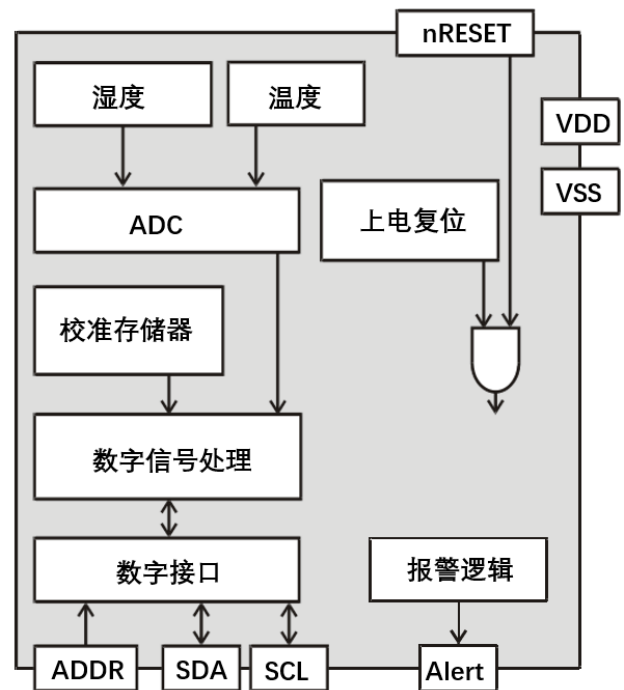 nRESET
湿度
温度
VDD
VSS
ADC
上电复位
校准存储器
数字信号处理
数字接口
报警逻辑
ADDR
SDA
SCL
Alert